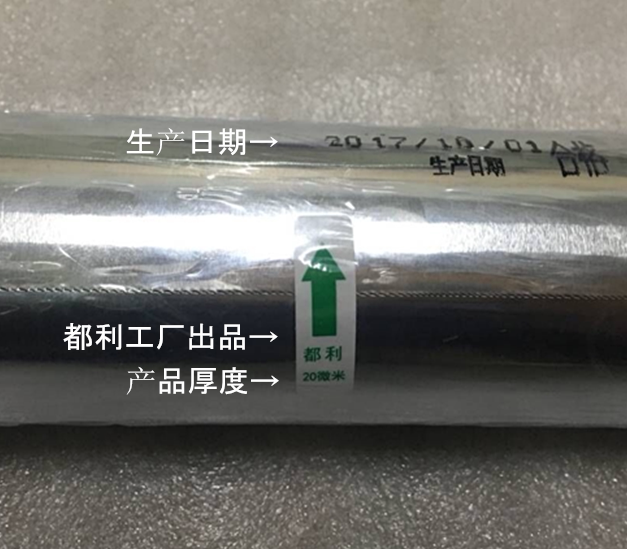 生产日期→
2017/10/01
生产日期
都利工厂出品→
都利
产品厚度→
20微米